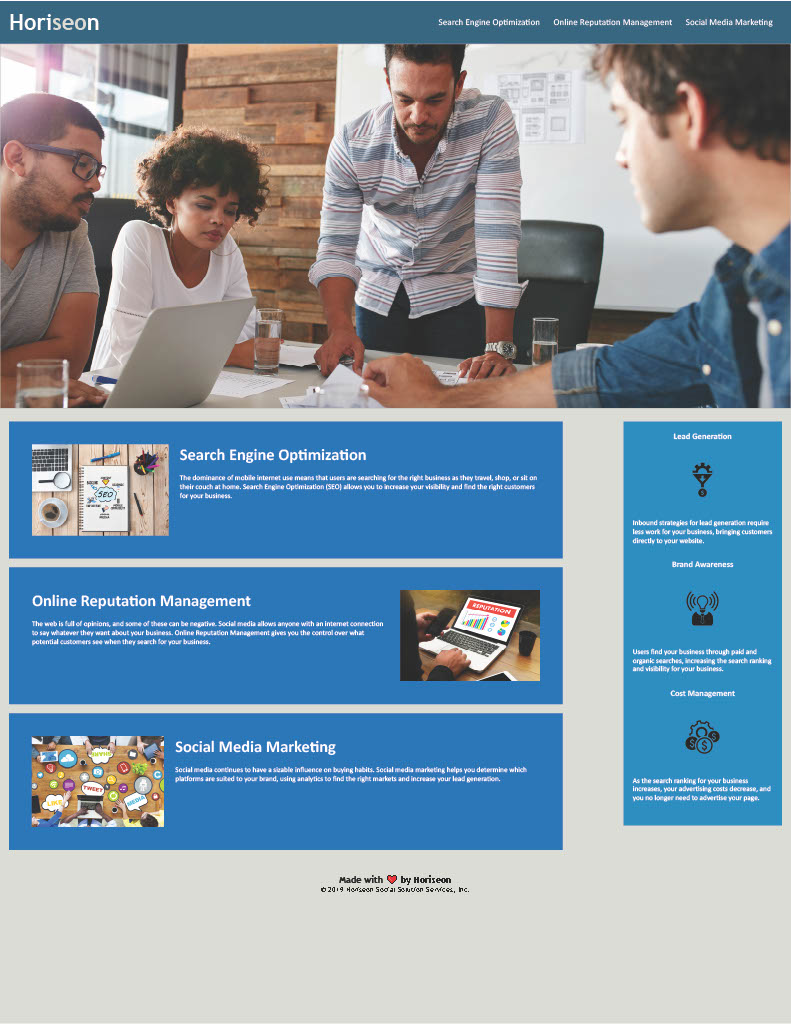 Horiseon
Search Engine Optimization Online Reputation Management Social Media Marketing
Search Engine Optimization
The dominance of mobile internet use means that users are searching for the right business as they travel, shop, or sit on
their couch at home. Search Engine Optimization (SEO) allows you to increase your visibility and find the right customers
for your business.
SEO
Online Reputation Management
The web is full of opinions, and some of these can be negative. Social media allows anyone with an internet connection
to say whatever they want about your business. Online Reputation Management gives you the control over what
potential customers see when they search for your business.
REPUTATION
Social Media Marketing
Social media continues to have a sizable influence on buying habits. Social media marketing helps you determine which
platforms are suited to your brand, using analytics to find the right markets and increase your lead generation.
SHARE
TWEET
LIKE
MEDIA
Lead Generation
Inbound strategies for lead generation require
less work for your business, bringing customers
directly to your website.
Brand Awareness
Users find your business through paid and
organic searches, increasing the search ranking
and visibility for your business.
Cost Management
$ $ $
As the search ranking for your business
increases, your advertising costs decrease, and
you no longer need to advertise your page.
Made with ❤️ by Horiseon
© 2019 Horiseon Social Solution Services, Inc.